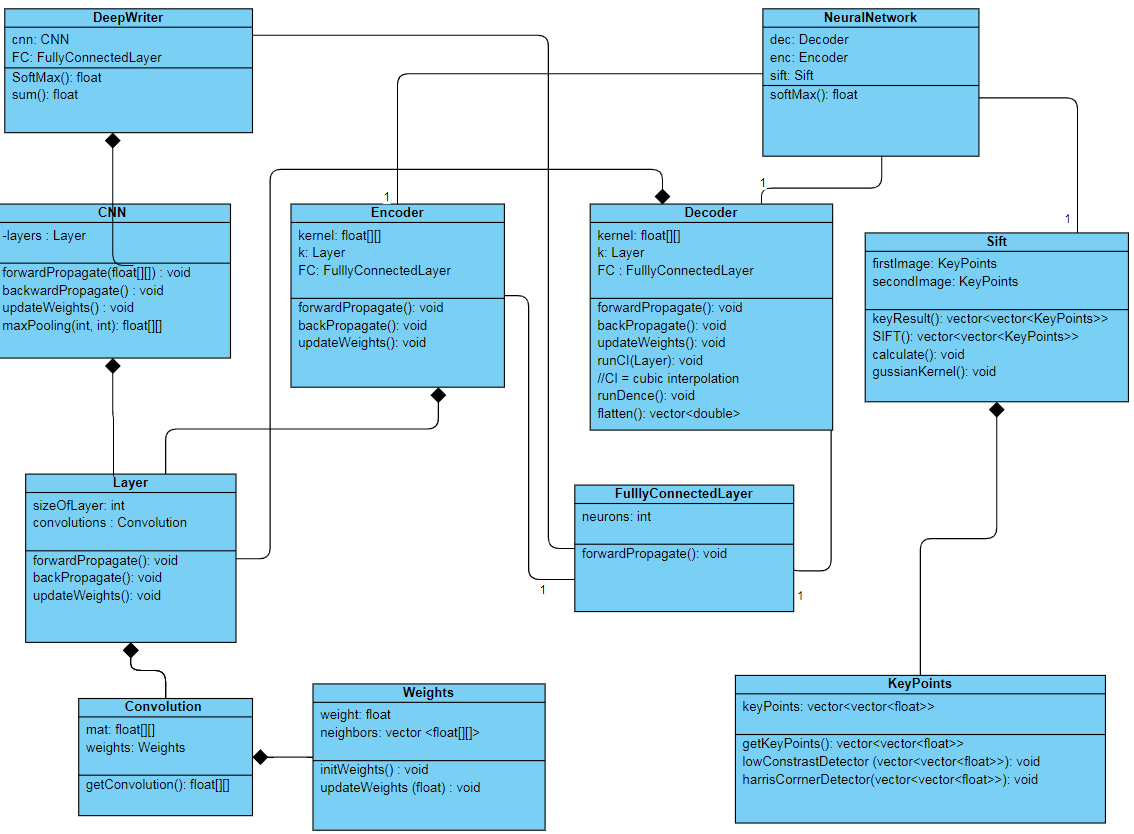 DeepWriter
cnn: CNN
FC: FullyConnectedLayer
SoftMax(): float
sum(): float
NeuralNetwork
dec: Decoder
enc: Encoder
sift: Sift
softMax(): float
1
1
1
CNN
-layers : Layer
forwardPropagate(float[][]) : void
backwardPropagate() : void
updateWeights() : void
maxPooling(int, int): float[][]
Encoder
kernel: float[][]
k: Layer
FC: FulllyConnectedLayer
forwardPropagate(): void
backPropagate(): void
updateWeights(): void
Decoder
kernel: float[][]
k: Layer
FC : FulllyConnectedLayer
forwardPropagate(): void
backPropagate(): void
updateWeights(): void
runCI(Layer): void
//CI = cubic interpolation
runDence(): void
flatten(): vector<double>
Sift
firstImage: KeyPoints
secondImage: KeyPoints
keyResult(): vector<vector<KeyPoints>>
SIFT(): vector<vector<KeyPoints>>
calculate(): void
gussianKernel(): void
Layer
sizeOfLayer: int
convolutions : Convolution
forwardPropagate(): void
backPropagate(): void
updateWeights(): void
FulllyConnectedLayer
neurons: int
forwardPropagate(): void
1
1
Convolution
mat: float[][]
weights: Weights
getConvolution(): float[][]
Weights
weight: float
neighbors: vector <float[][]>
initWeights() : void
updateWeights (float) : void
KeyPoints
keyPoints: vector<vector<float>>
getKeyPoints(): vector<vector<float>>
lowConstrastDetector (vector<vector<float>>): void
harrisCorrnerDetector(vector<vector<float>>): void